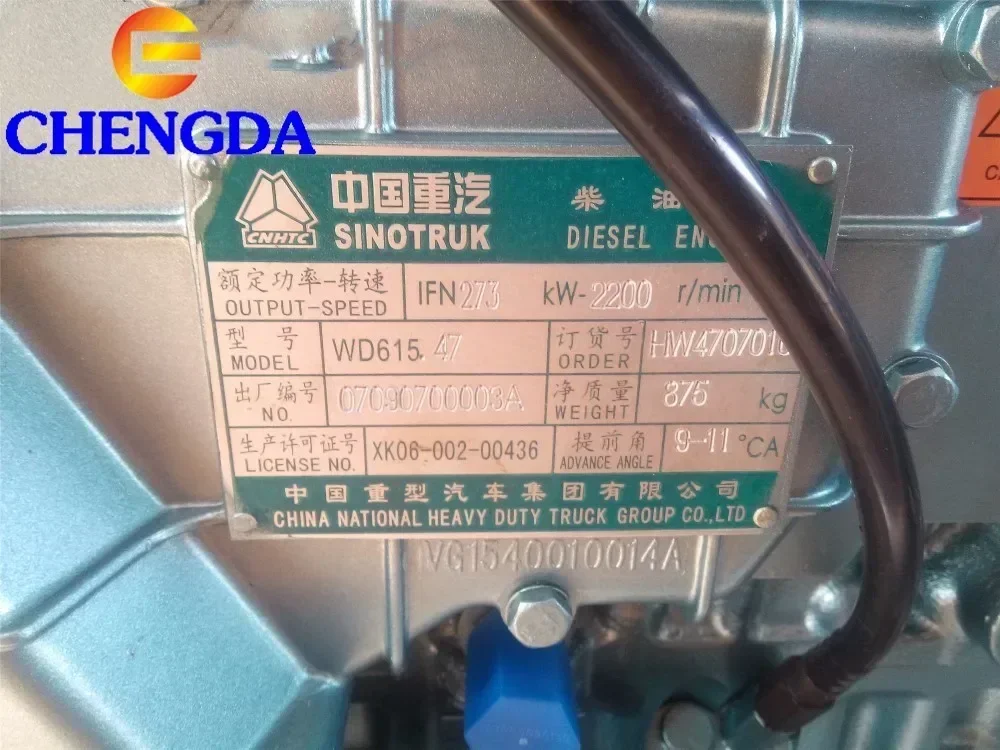 CHENGDA
中国重汽 柴油
CNHTC SINOTRUK DIESEL
额定功率-转速
OUTPUT-SPEED IFN273 kW-2200 r/min
型号
MODEL WD615.47 订货号
ORDER
出厂编号
NO. 07090700003A 净质量
WEIGHT 875 kg
生产许可证号
LICENSE NO. XK06-002-00436 提前角
ADVANCE ANGLE 9-11 °CA
中国重型汽车集团有限公司
CHINA NATIONAL HEAVY DUTY TRUCK GROUP CO.,LTD
VG1540010014A